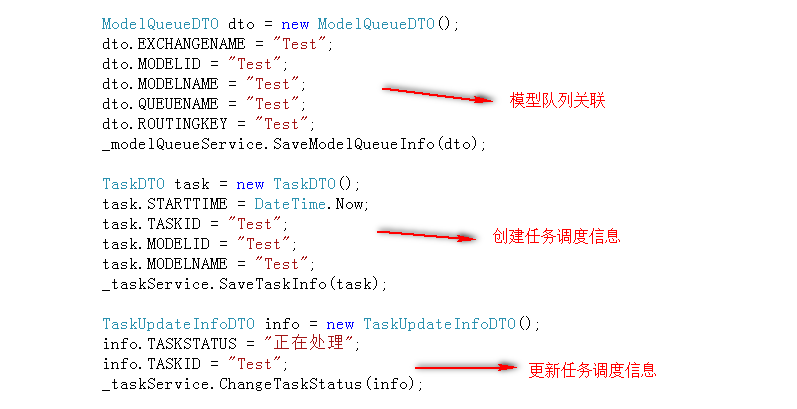 ModelQueueDTO dto = new ModelQueueDTO();
dto.EXCHANGENAME = "Test";
dto.MODELID = "Test";
dto.MODELNAME = "Test";
dto.QUEUENAME = "Test";
模型队列关联
dto.ROUTINGKEY = "Test";
_modelQueueService.SaveModelQueueInfo(dto);
TaskDTO task = new TaskDTO();
task.STARTTIME = DateTime.Now;
task.TASKID = "Test";
创建任务调度信息
task.MODELID = "Test";
task.MODELNAME = "Test";
_taskService.SaveTaskInfo(task);
TaskUpdateInfoDTO info = new TaskUpdateInfoDTO();
info.TASKSTATUS = "正在处理";
info.TASKID = "Test";
更新任务调度信息
_taskService.ChangeTaskStatus(info);